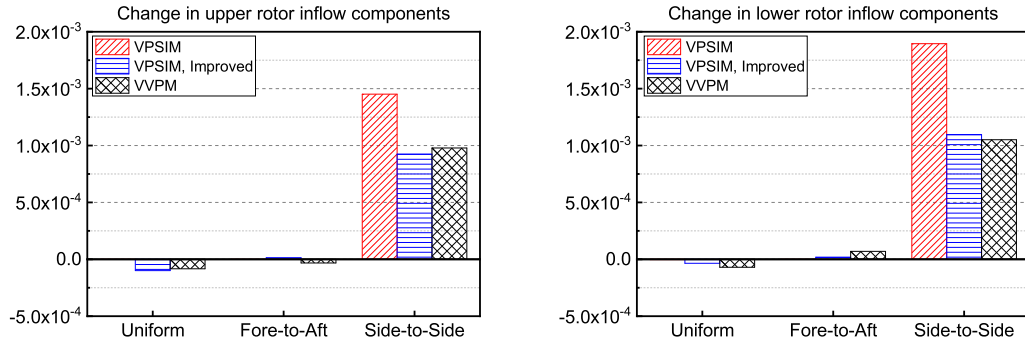 Change in upper rotor inflow components
2.0x10⁻³
1.5x10⁻³
1.0x10⁻³
5.0x10⁻⁴
0.0
-5.0x10⁻⁴
VPSIM
VPSIM, Improved
VVPM
Uniform
Fore-to-Aft
Side-to-Side
Change in lower rotor inflow components
2.0x10⁻³
1.5x10⁻³
1.0x10⁻³
5.0x10⁻⁴
0.0
-5.0x10⁻⁴
VPSIM
VPSIM, Improved
VVPM
Uniform
Fore-to-Aft
Side-to-Side